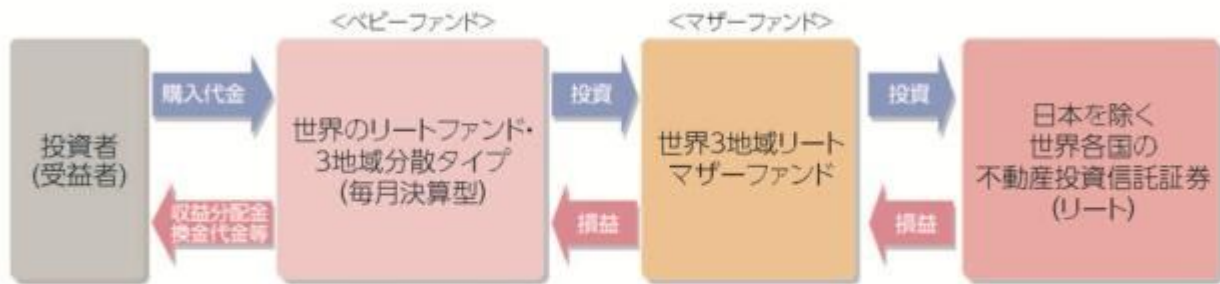 <ベビーファンド>
<マザーファンド>
投資者
(受益者)
購入代金
収益分配金
換金代金等
世界のリートファンド・
3地域分散タイプ
(毎月決算型)
投資
損益
世界3地域リート
マザーファンド
投資
損益
日本を除く
世界各国の
不動産投資信託証券
(リート)